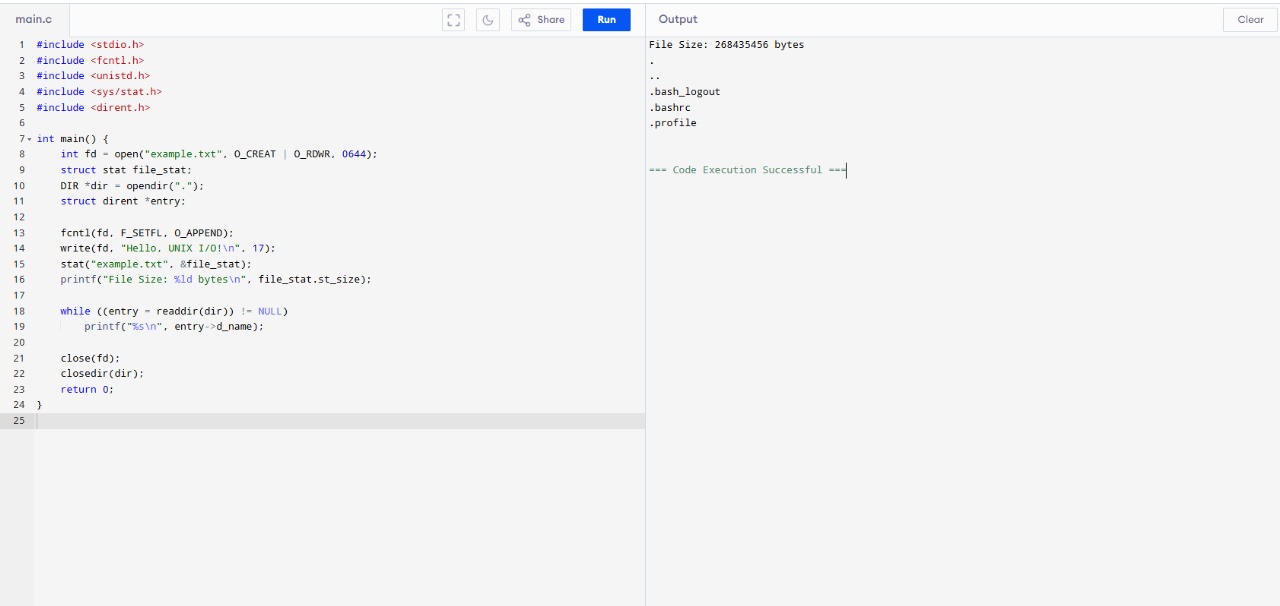 main.c
Share
Run
Output
Clear
1 #include <stdio.h>
2 #include <fcntl.h>
3 #include <unistd.h>
4 #include <sys/stat.h>
5 #include <dirent.h>
6
7 int main() {
8     int fd = open("example.txt", O_CREAT | O_RDWR, 0644);
9     struct stat file_stat;
10     DIR *dir = opendir(".");
11     struct dirent *entry;
12
13     fcntl(fd, F_SETFL, O_APPEND);
14     write(fd, "Hello, UNIX I/O!\n", 17);
15     stat("example.txt", &file_stat);
16     printf("File Size: %ld bytes\n", file_stat.st_size);
17
18     while ((entry = readdir(dir)) != NULL)
19         printf("%s\n", entry->d_name);
20
21     close(fd);
22     closedir(dir);
23     return 0;
24 }
25
File Size: 268435456 bytes
.
..
.bash_logout
.bashrc
.profile
=== Code Execution Successful ===